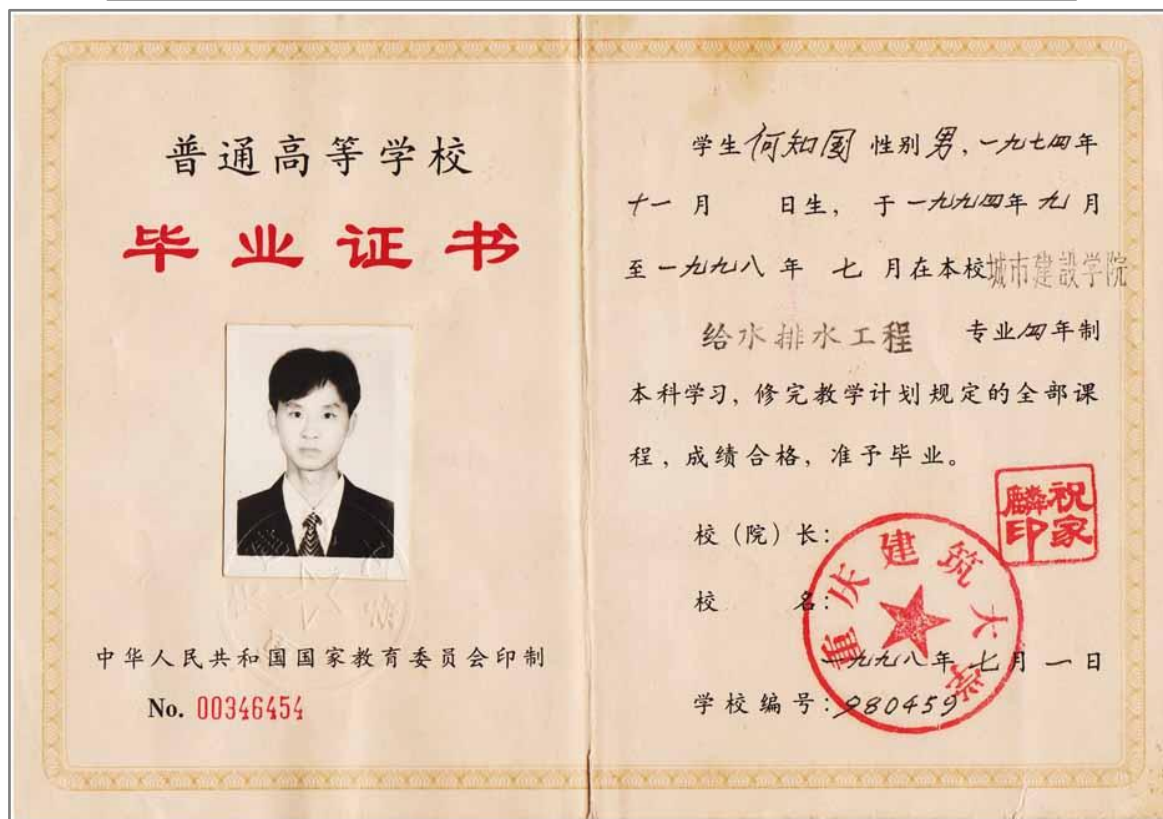 普通高等学校
毕业证书
中华人民共和国国家教育委员会印制
No. 00346454
学生何知国 性别男,一九七四年
十一月 日生, 于一九九四年九月
至一九九八年 七 月在本校城市建設学院
给水排水工程 专业四年制
本科学习, 修完教学计划规定的全部课
程, 成绩合格, 准予毕业。
祝家麟印
校(院)长:
重庆建筑大学
校 名:
一九九八年七月一日
学校编号: 980459